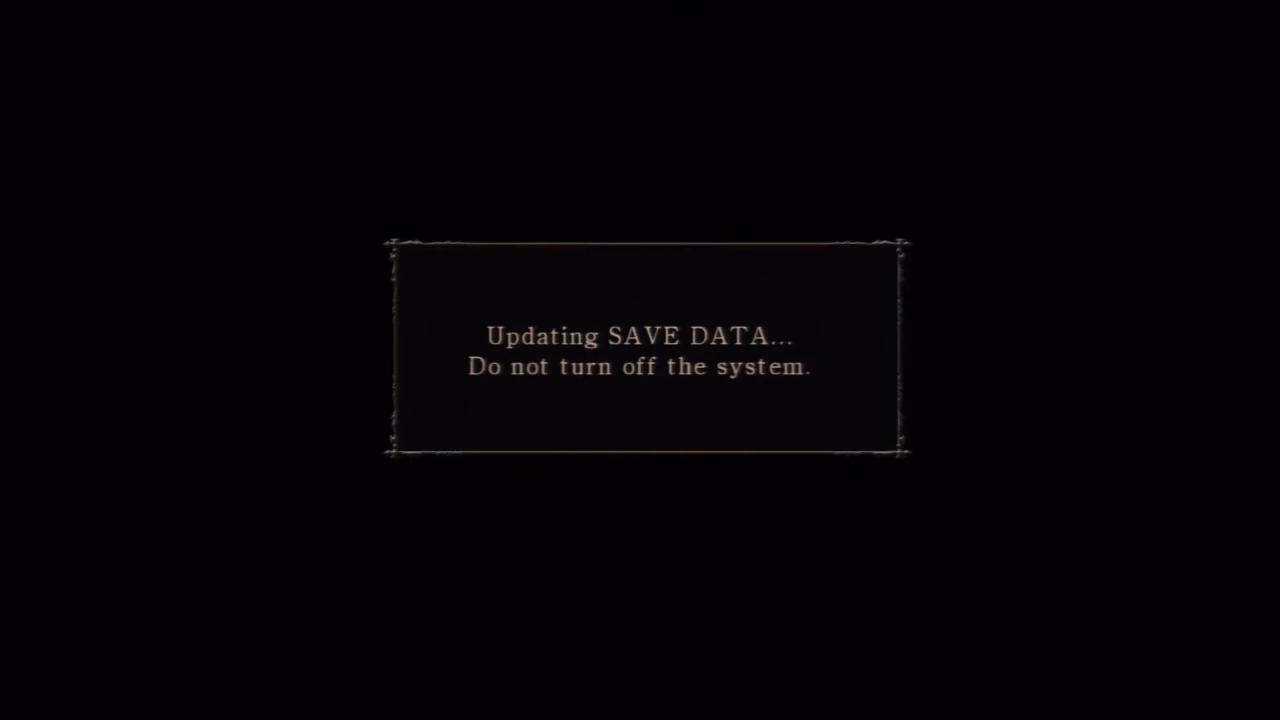 Updating SAVE DATA...
Do not turn off the system.